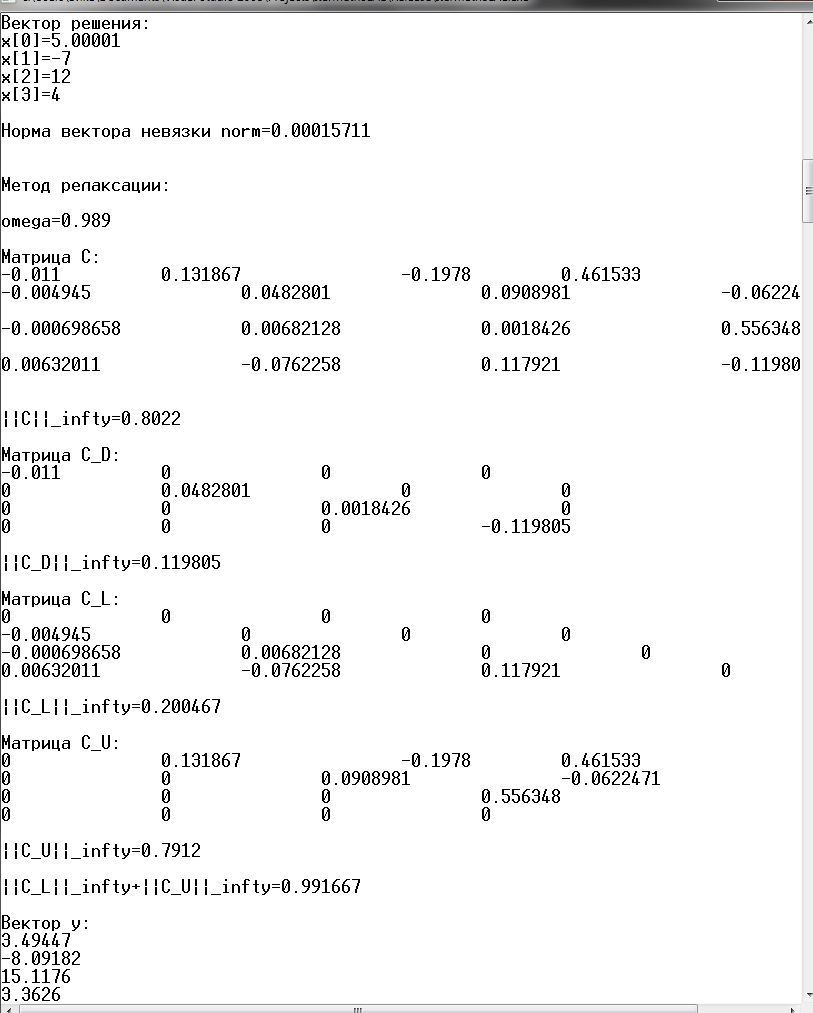 Вектор решения:
x[0]=5.00001
x[1]=-7
x[2]=12
x[3]=4
Норма вектора невязки norm=0.00015711
Метод релаксации:
omega=0.989
Матрица C:
-0.011 0.131867 -0.1978 0.461533
-0.004945 0.0482801 0.0908981 -0.06224
-0.000698658 0.00682128 0.0018426 0.556348
0.00632011 -0.0762258 0.117921 -0.11980
||C||_infty=0.8022
Матрица C_D:
-0.011 0 0 0
0 0.0482801 0 0
0 0 0.0018426 0
0 0 0 -0.119805
||C_D||_infty=0.119805
Матрица C_L:
0 0 0 0
-0.004945 0 0 0
-0.000698658 0.00682128 0 0
0.00632011 -0.0762258 0.117921 0
||C_L||_infty=0.200467
Матрица C_U:
0 0.131867 -0.1978 0.461533
0 0 0.0908981 -0.0622471
0 0 0 0.556348
0 0 0 0
||C_U||_infty=0.7912
||C_L||_infty+||C_U||_infty=0.991667
Вектор y:
3.49447
-8.09182
15.1176
3.3626